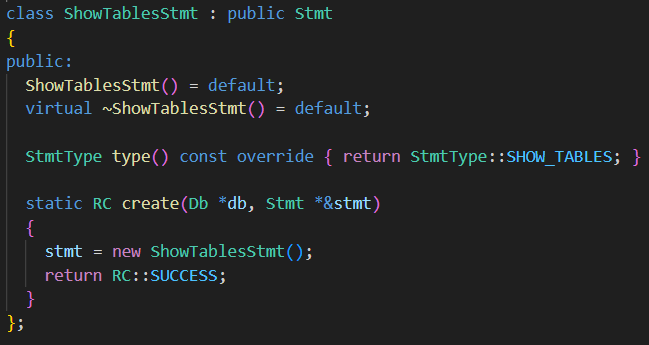 class ShowTablesStmt : public Stmt
{
public:
  ShowTablesStmt() = default;
  virtual ~ShowTablesStmt() = default;

  StmtType type() const override { return StmtType::SHOW_TABLES; }

  static RC create(Db *db, Stmt *&stmt)
  {
    stmt = new ShowTablesStmt();
    return RC::SUCCESS;
  }
};